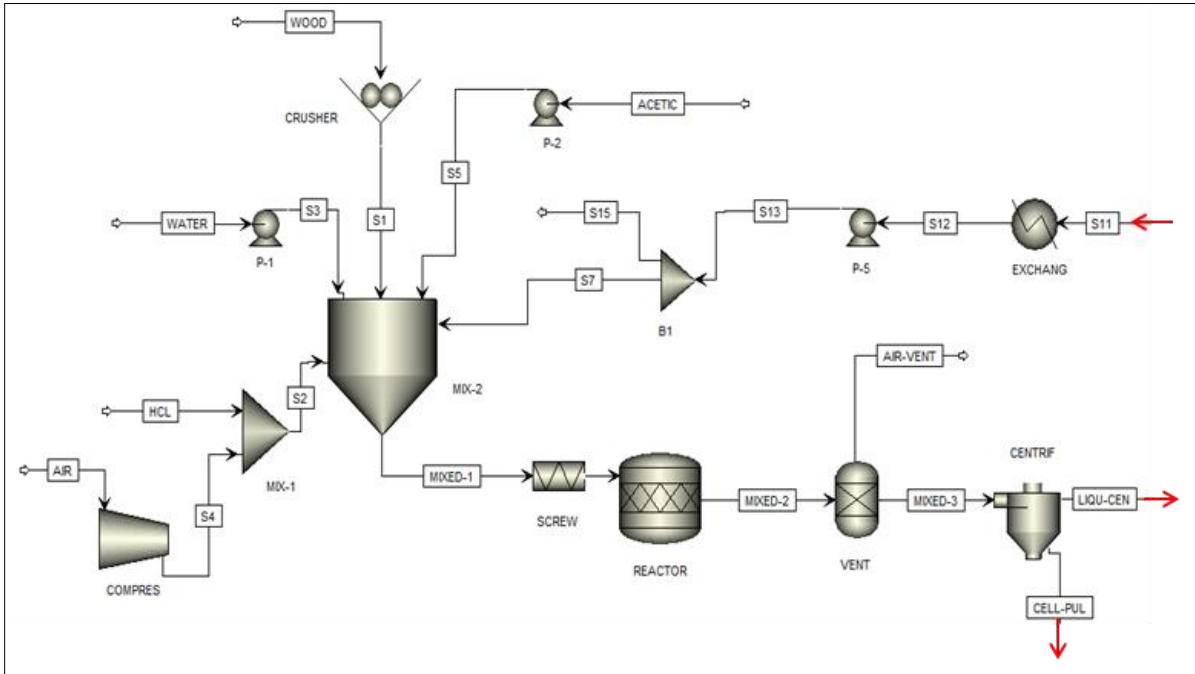 WOOD
CRUSHER
ACETIC
P-2
S5
S3
S1
WATER
P-1
S15
S13
S12
S11
P-5
EXCHANG
S7
B1
AIR-VENT
MIX-2
S2
HCL
AIR
MIX-1
S4
COMPRES
MIXED-1
SCREW
REACTOR
MIXED-2
VENT
MIXED-3
CENTRIF
LIQU-CEN
CELL-PUL